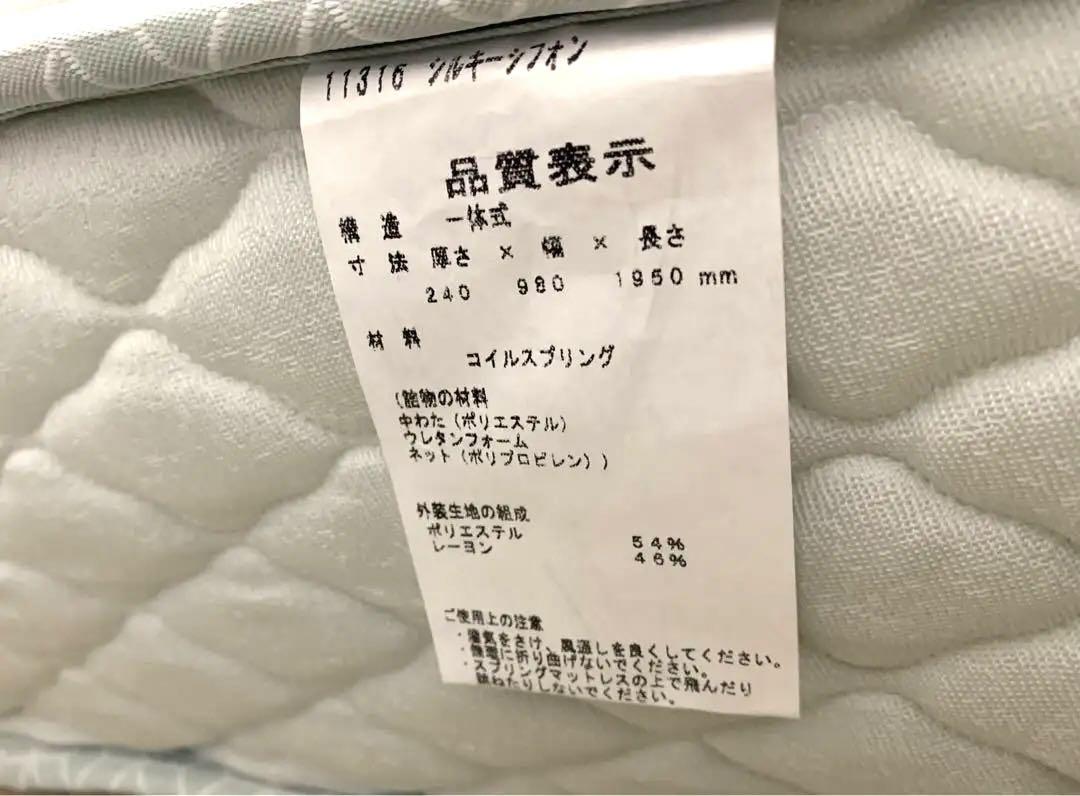 11316 シルキーシフオン
品質表示
構造 一体式
寸法 厚さ × 幅 × 長さ
240 980 1950 mm
材料
コイルスプリング
(詰物の材料
中わた(ポリエステル)
ウレタンフォーム
ネット(ポリプロピレン))
外装生地の組成
ポリエステル 54%
レーヨン 46%
ご使用上の注意
・湿気をさけ、風通しを良くしてください。
・無理に折り曲げないでください。
・スプリングマットレスの上で飛んだり
跳ねたりしないでください。